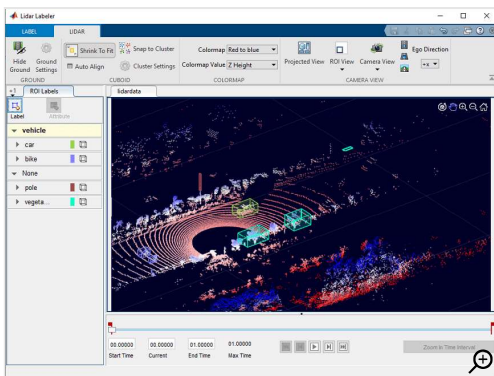 Lidar Labeler
LABEL LIDAR
Hide Ground
Ground Settings
Shrink To Fit
Auto Align
Snap to Cluster
Cluster Settings
Colormap Red to blue
Colormap Value Z Height
Projected View
ROI View
Camera View
Ego Direction
+x
GROUND CUBOID COLORMAP CAMERA VIEW
ROI Labels
lidardata
Label
Attribute
vehicle
car
bike
None
pole
vegeta...
00.00000 00.00000 01.00000 01.00000
Start Time Current End Time Max Time
Zoom In Time Interval